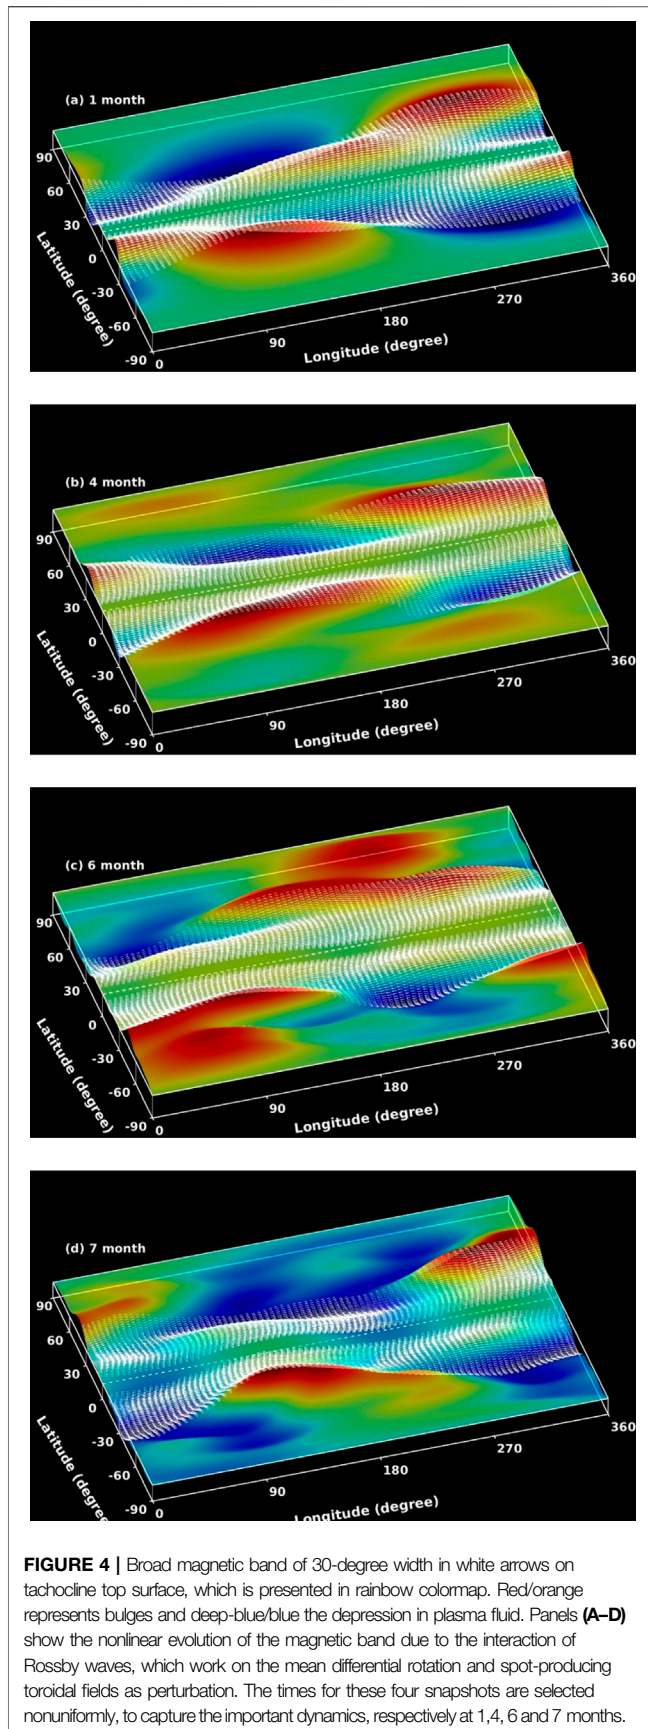 (a) 1 month
90
60
30
0
-30
-60
-90
Latitude (degree)
0
90
180
270
360
Longitude (degree)
(b) 4 month
90
60
30
0
-30
-60
-90
Latitude (degree)
0
90
180
270
360
Longitude (degree)
(c) 6 month
90
60
30
0
-30
-60
-90
Latitude (degree)
0
90
180
270
360
Longitude (degree)
(d) 7 month
90
60
30
0
-30
-60
-90
Latitude (degree
0
90
180
270
360
Longitude (degree)
FIGURE 4 | Broad magnetic band of 30-degree width in white arrows on
tachocline top surface, which is presented in rainbow colormap. Red/orange
represents bulges and deep-blue/blue the depression in plasma fluid. Panels (A–D)
show the nonlinear evolution of the magnetic band due to the interaction of
Rossby waves, which work on the mean differential rotation and spot-producing
toroidal fields as perturbation. The times for these four snapshots are selected
nonuniformly, to capture the important dynamics, respectively at 1,4, 6 and 7 months.